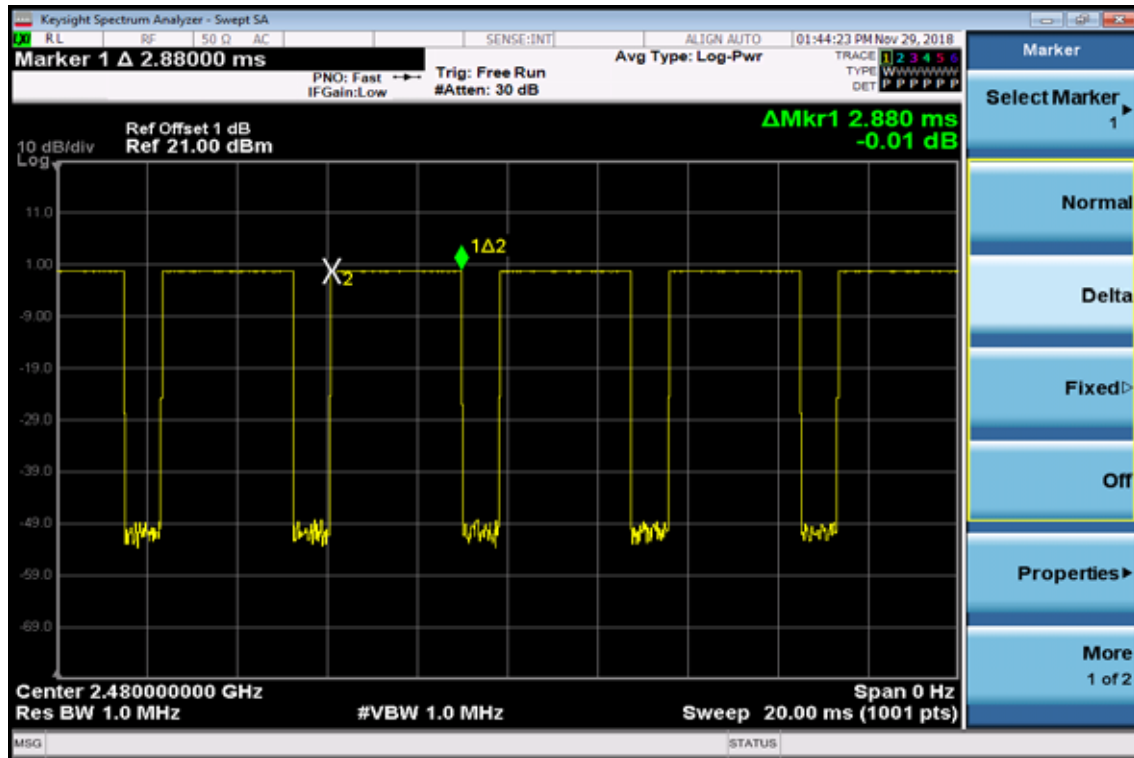 Keysight Spectrum Analyzer - Swept SA
RL RF 50 Ω AC SENSE:INT ALIGN AUTO 01:44:23 PM Nov 29, 2018
Marker 1 Δ 2.88000 ms
PNO: Fast
IFGain:Low
Trig: Free Run
#Atten: 30 dB
Avg Type: Log-Pwr
TRACE 1 2 3 4 5 6
TYPE WWWWWW
DET P P P P P P
ΔMkr1 2.880 ms
-0.01 dB
Ref Offset 1 dB
10 dB/div Ref 21.00 dBm
Log
11.0
1.00
-9.00
-19.0
-29.0
-39.0
-49.0
-59.0
-69.0
1Δ2
X2
Center 2.480000000 GHz Span 0 Hz
Res BW 1.0 MHz #VBW 1.0 MHz Sweep 20.00 ms (1001 pts)
MSG STATUS
Marker
Select Marker
1
Normal
Delta
Fixed
Off
Properties
More
1 of 2